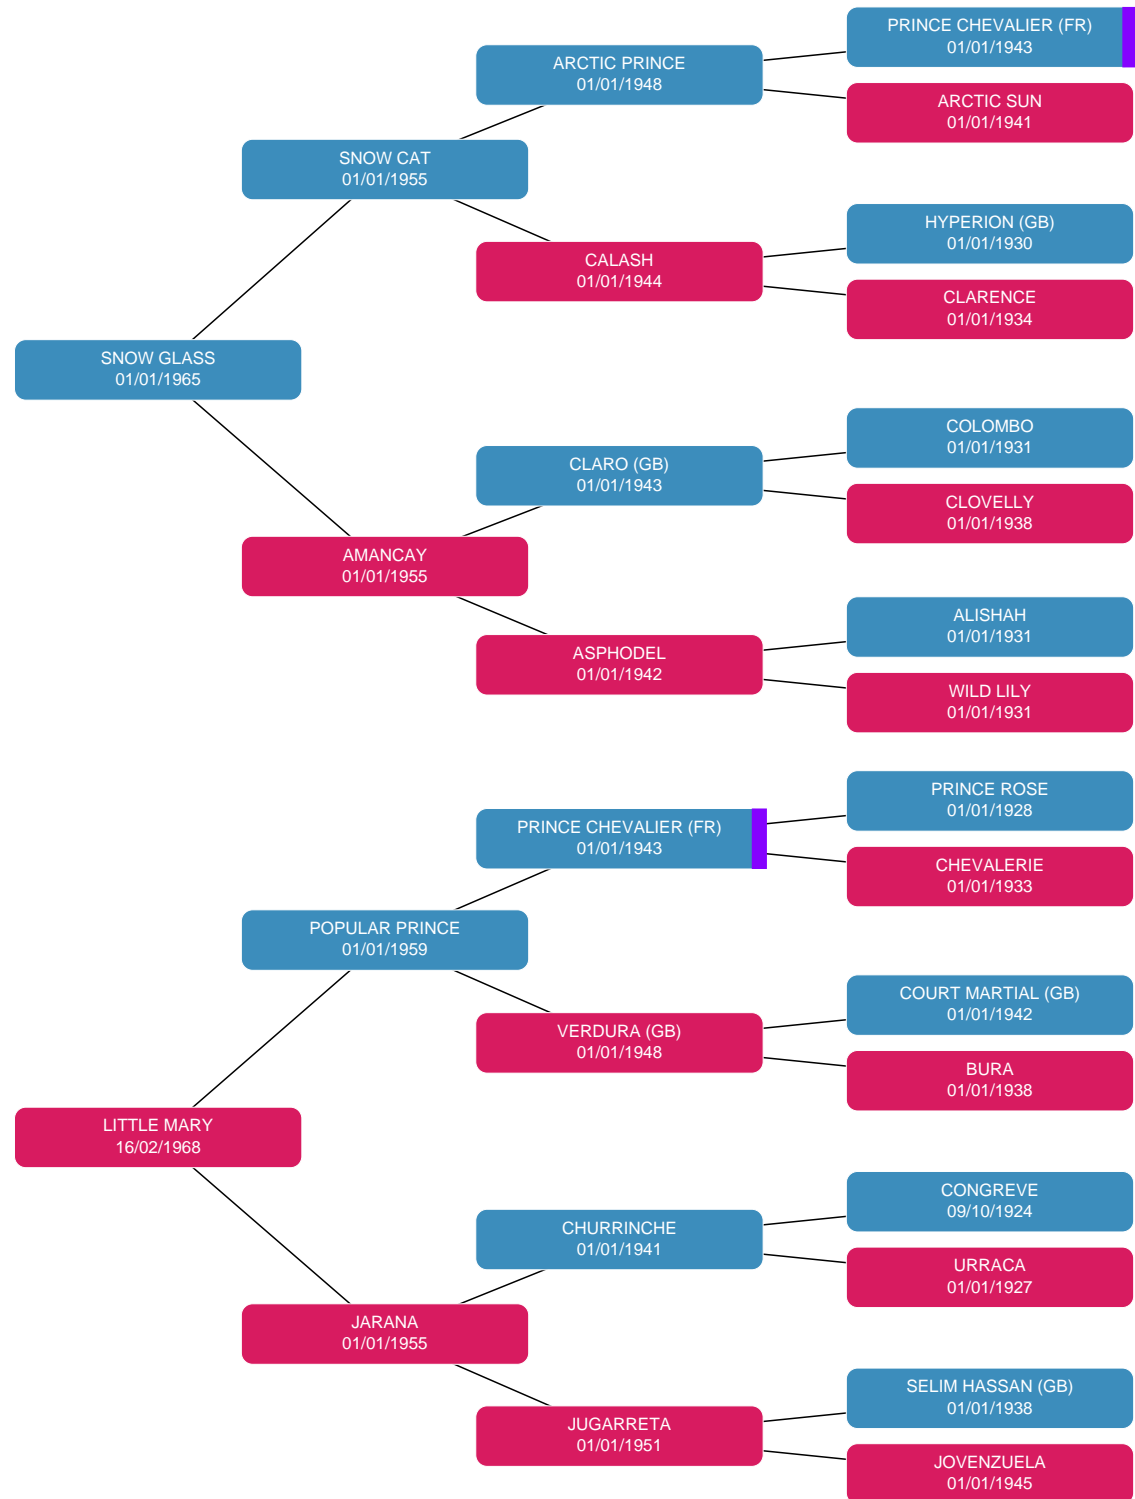 PRINCE CHEVALIER (FR)
01/01/1943
ARCTIC PRINCE
01/01/1948
ARCTIC SUN
01/01/1941
SNOW CAT
01/01/1955
HYPERION (GB)
01/01/1930
CALASH
01/01/1944
CLARENCE
01/01/1934
SNOW GLASS
01/01/1965
COLOMBO
01/01/1931
CLARO (GB)
01/01/1943
CLOVELLY
01/01/1938
AMANCAY
01/01/1955
ALISHAH
01/01/1931
ASPHODEL
01/01/1942
WILD LILY
01/01/1931
PRINCE ROSE
01/01/1928
PRINCE CHEVALIER (FR)
01/01/1943
CHEVALERIE
01/01/1933
POPULAR PRINCE
01/01/1959
COURT MARTIAL (GB)
01/01/1942
VERDURA (GB)
01/01/1948
BURA
01/01/1938
LITTLE MARY
16/02/1968
CONGREVE
09/10/1924
CHURRINCHE
01/01/1941
URRACA
01/01/1927
JARANA
01/01/1955
SELIM HASSAN (GB)
01/01/1938
JUGARRETA
01/01/1951
JOVENZUELA
01/01/1945